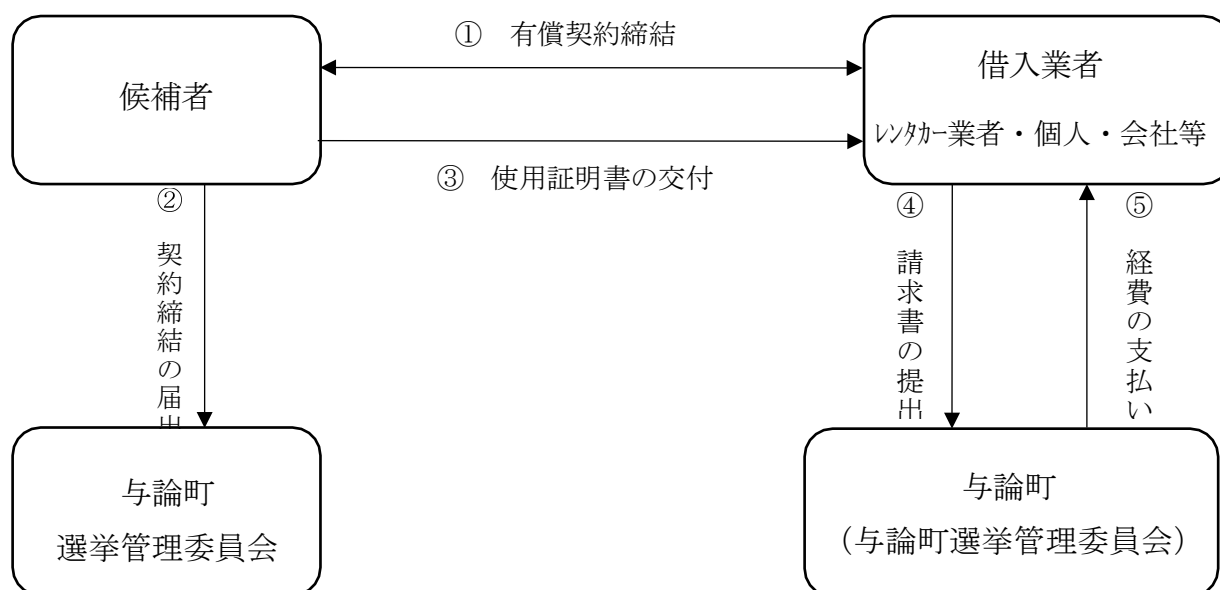 ① 有償契約締結
候補者
借入業者
ﾚﾝﾀｶｰ業者・個人・会社等
③ 使用証明書の交付
② 契約締結の届出
④ 請求書の提出
⑤ 経費の支払い
与論町
選挙管理委員会
与論町
（与論町選挙管理委員会）